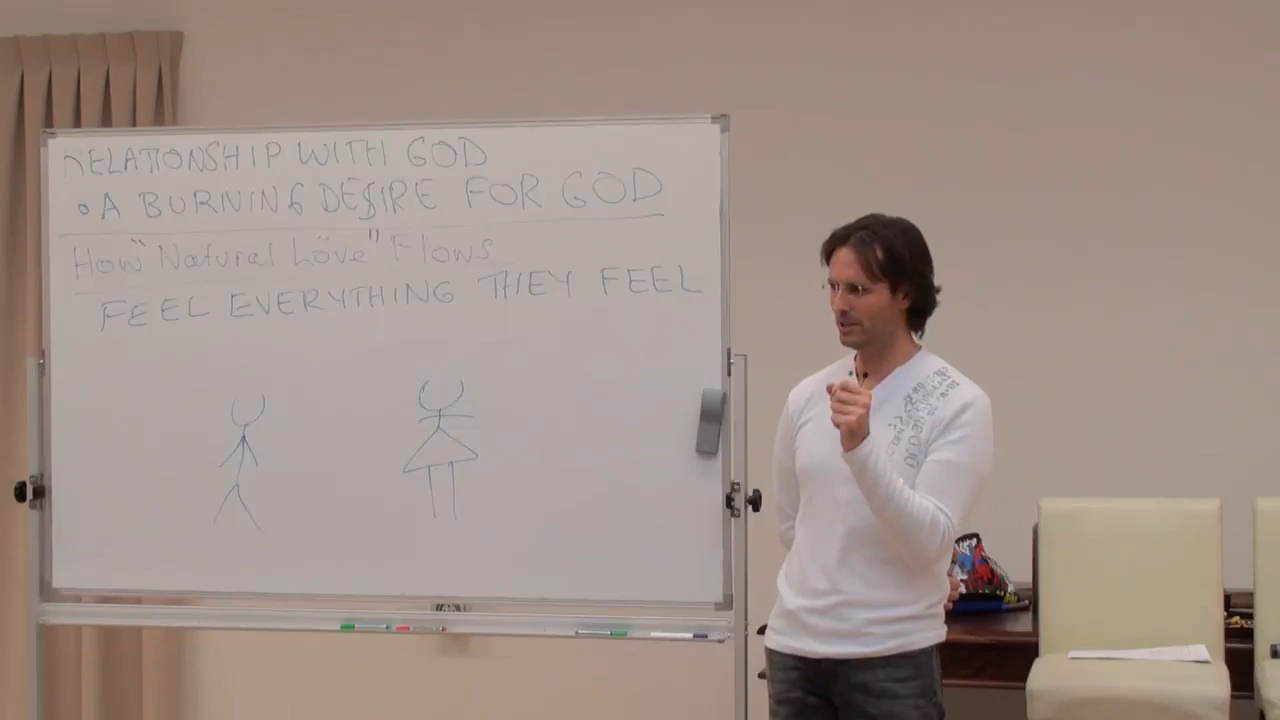 RELATIONSHIP WITH GOD
• A BURNING DESIRE FOR GOD
How "Natural Love" Flows
FEEL EVERYTHING THEY FEEL